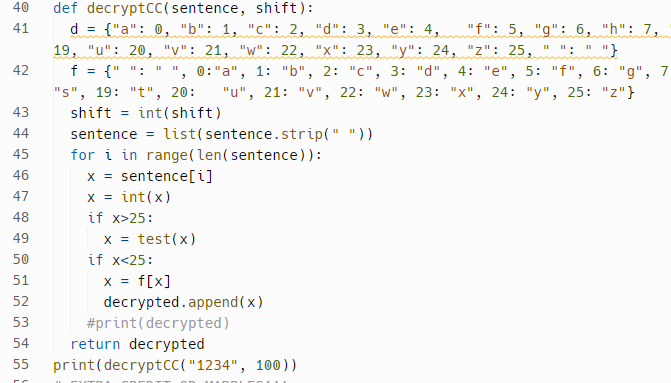 40 def decryptCC(sentence, shift):
41 d = {"a": 0, "b": 1, "c": 2, "d": 3, "e": 4,    "f": 5, "g": 6, "h": 7,
19, "u": 20, "v": 21, "w": 22, "x": 23, "y": 24, "z": 25, " ": " "}
42 f = {" ": " ", 0:"a", 1: "b", 2: "c", 3: "d", 4: "e", 5: "f", 6: "g", 7
"s", 19: "t", 20:    "u", 21: "v", 22: "w", 23: "x", 24: "y", 25: "z"}
43 shift = int(shift)
44 sentence = list(sentence.strip(" "))
45 for i in range(len(sentence)):
46 x = sentence[i]
47 x = int(x)
48 if x>25:
49 x = test(x)
50 if x<25:
51 x = f[x]
52 decrypted.append(x)
53 #print(decrypted)
54 return decrypted
55 print(decryptCC("1234", 100))